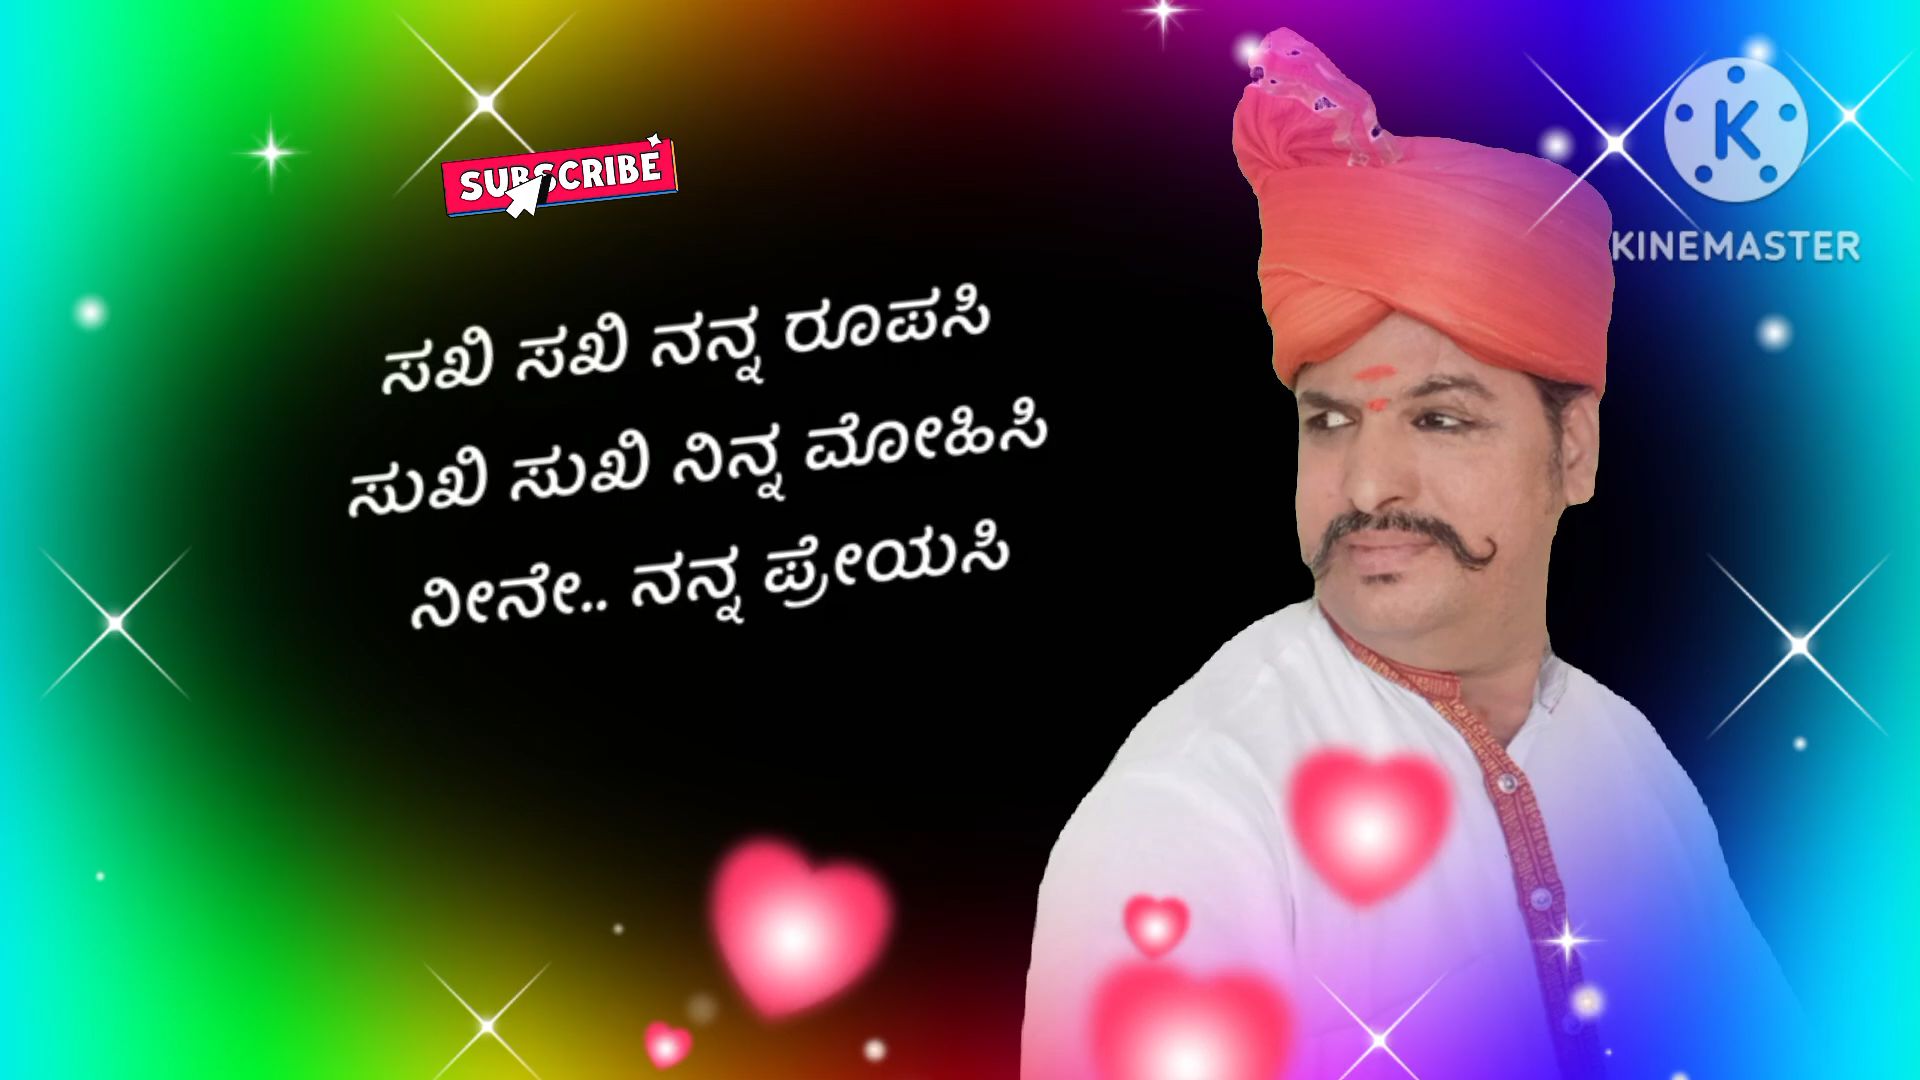 SUBSCRIBE
K
KINEMASTER
ಸಖಿ ಸಖಿ ನನ್ನ ರೂಪಸಿ
ಸುಖಿ ಸುಖಿ ನಿನ್ನ ಮೋಹಿಸಿ
ನೀನೇ.. ನನ್ನ ಪ್ರೇಯಸಿ